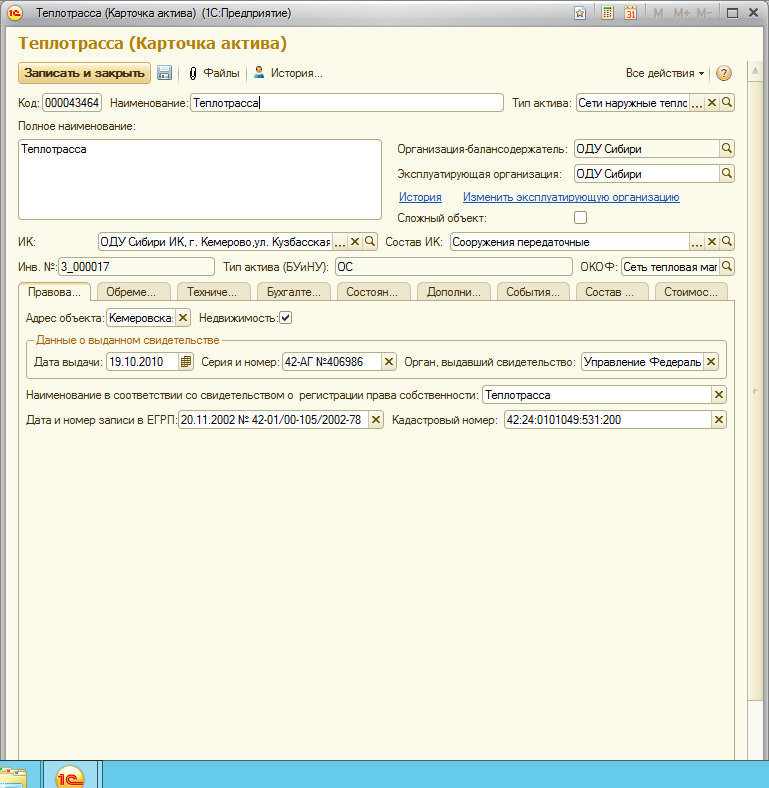 Теплотрасса (Карточка актива) (1С:Предприятие) 31 M M+ M-
Теплотрасса (Карточка актива)
Записать и закрыть Файлы История... Все действия ?
Код: 000043464 Наименование: Теплотрасса Тип актива: Сети наружные тепло ...
Полное наименование:
Теплотрасса
Организация-балансодержатель: ОДУ Сибири
Эксплуатирующая организация: ОДУ Сибири
История Изменить эксплуатирующую организацию
Сложный объект:
ИК: ОДУ Сибири ИК, г. Кемерово,ул. Кузбасская ... Состав ИК: Сооружения передаточные ...
Инв. №: 3_000017 Тип актива (БУиНУ): ОС ОКОФ: Сеть тепловая маг
Правова... Обреме... Техниче... Бухгалте... Состоян... Дополни... События... Состав ... Стоимос...
Адрес объекта: Кемеровска Недвижимость:
Данные о выданном свидетельстве
Дата выдачи: 19.10.2010 Серия и номер: 42-АГ №406986 Орган, выдавший свидетельство: Управление Федераль
Наименование в соответствии со свидетельством о регистрации права собственности: Теплотрасса
Дата и номер записи в ЕГРП: 20.11.2002 № 42-01/00-105/2002-78 Кадастровый номер: 42:24:0101049:531:200
1С